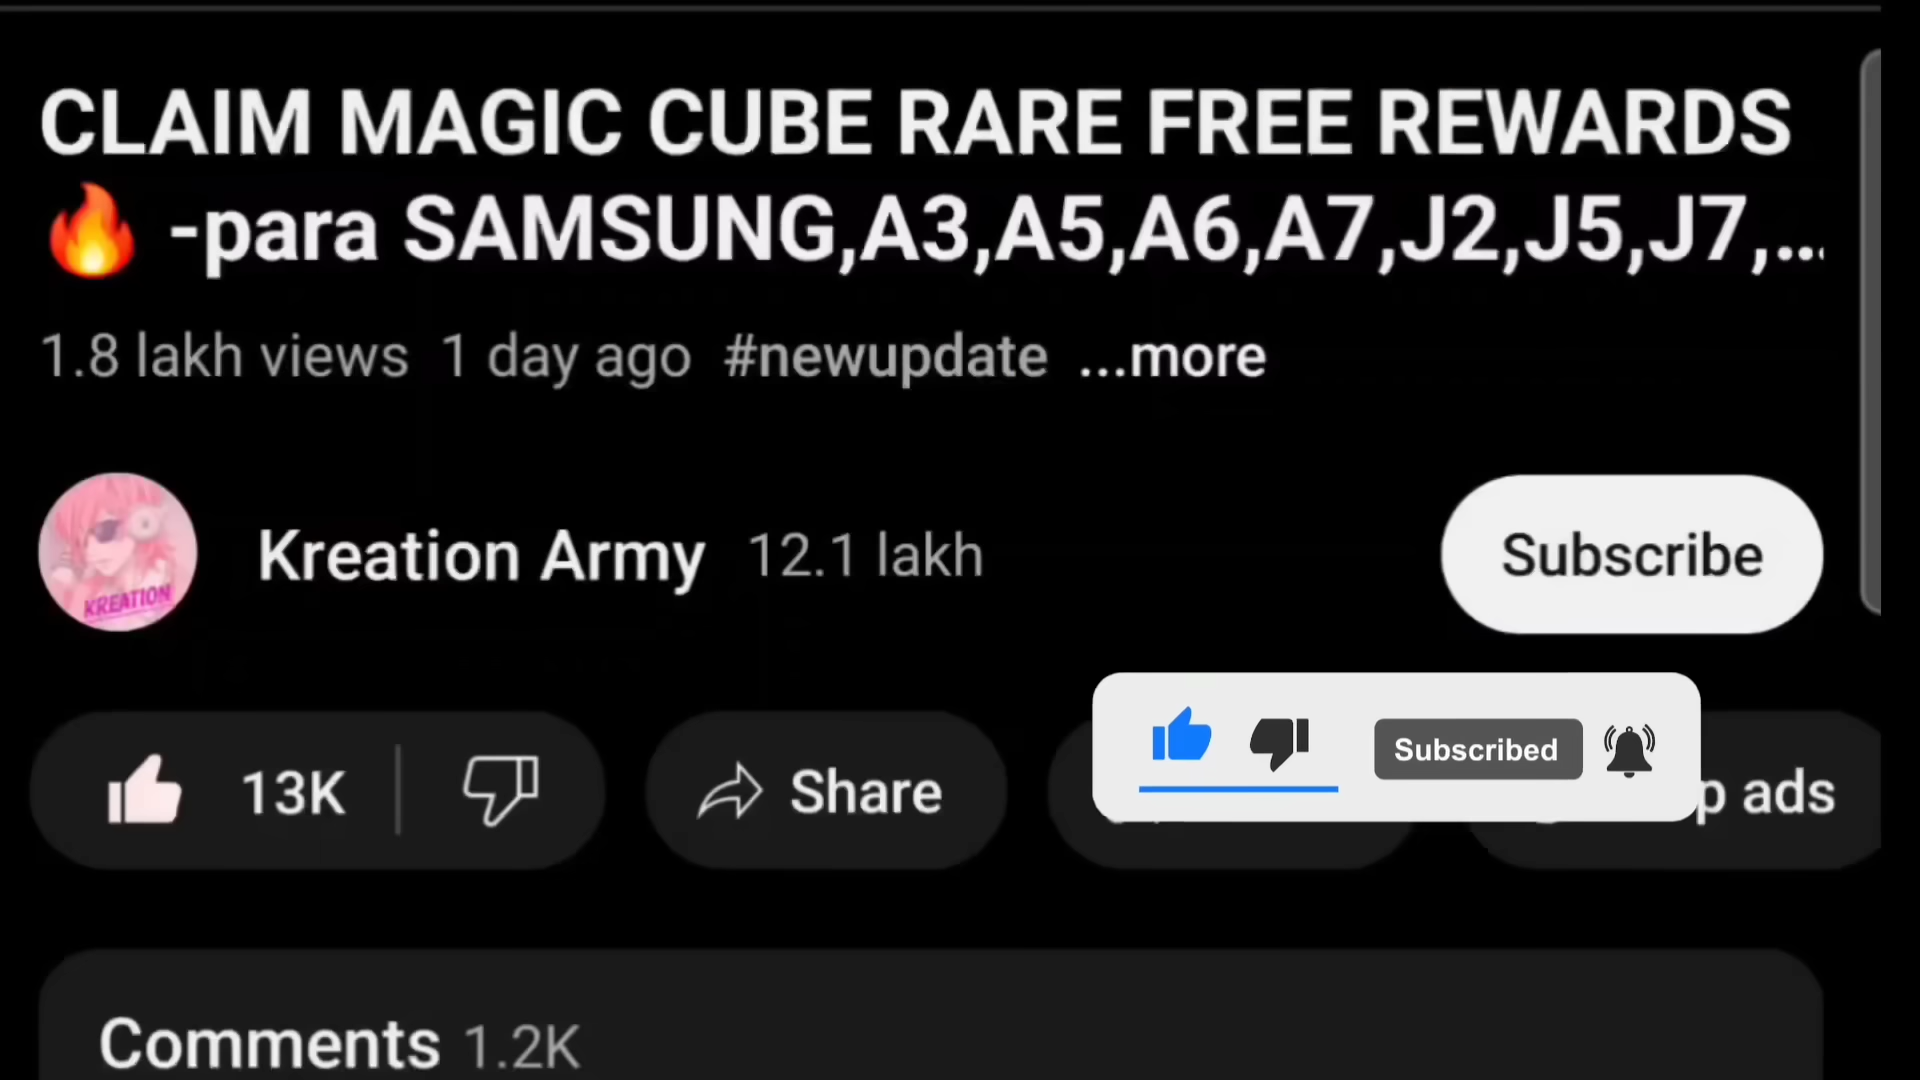 CLAIM MAGIC CUBE RARE FREE REWARDS
🔥 -para SAMSUNG,A3,A5,A6,A7,J2,J5,J7,...
1.8 lakh views 1 day ago #newupdate ...more
KREATION
Kreation Army 12.1 lakh
Subscribe
13K
Share
Subscribed
p ads
Comments 1.2K